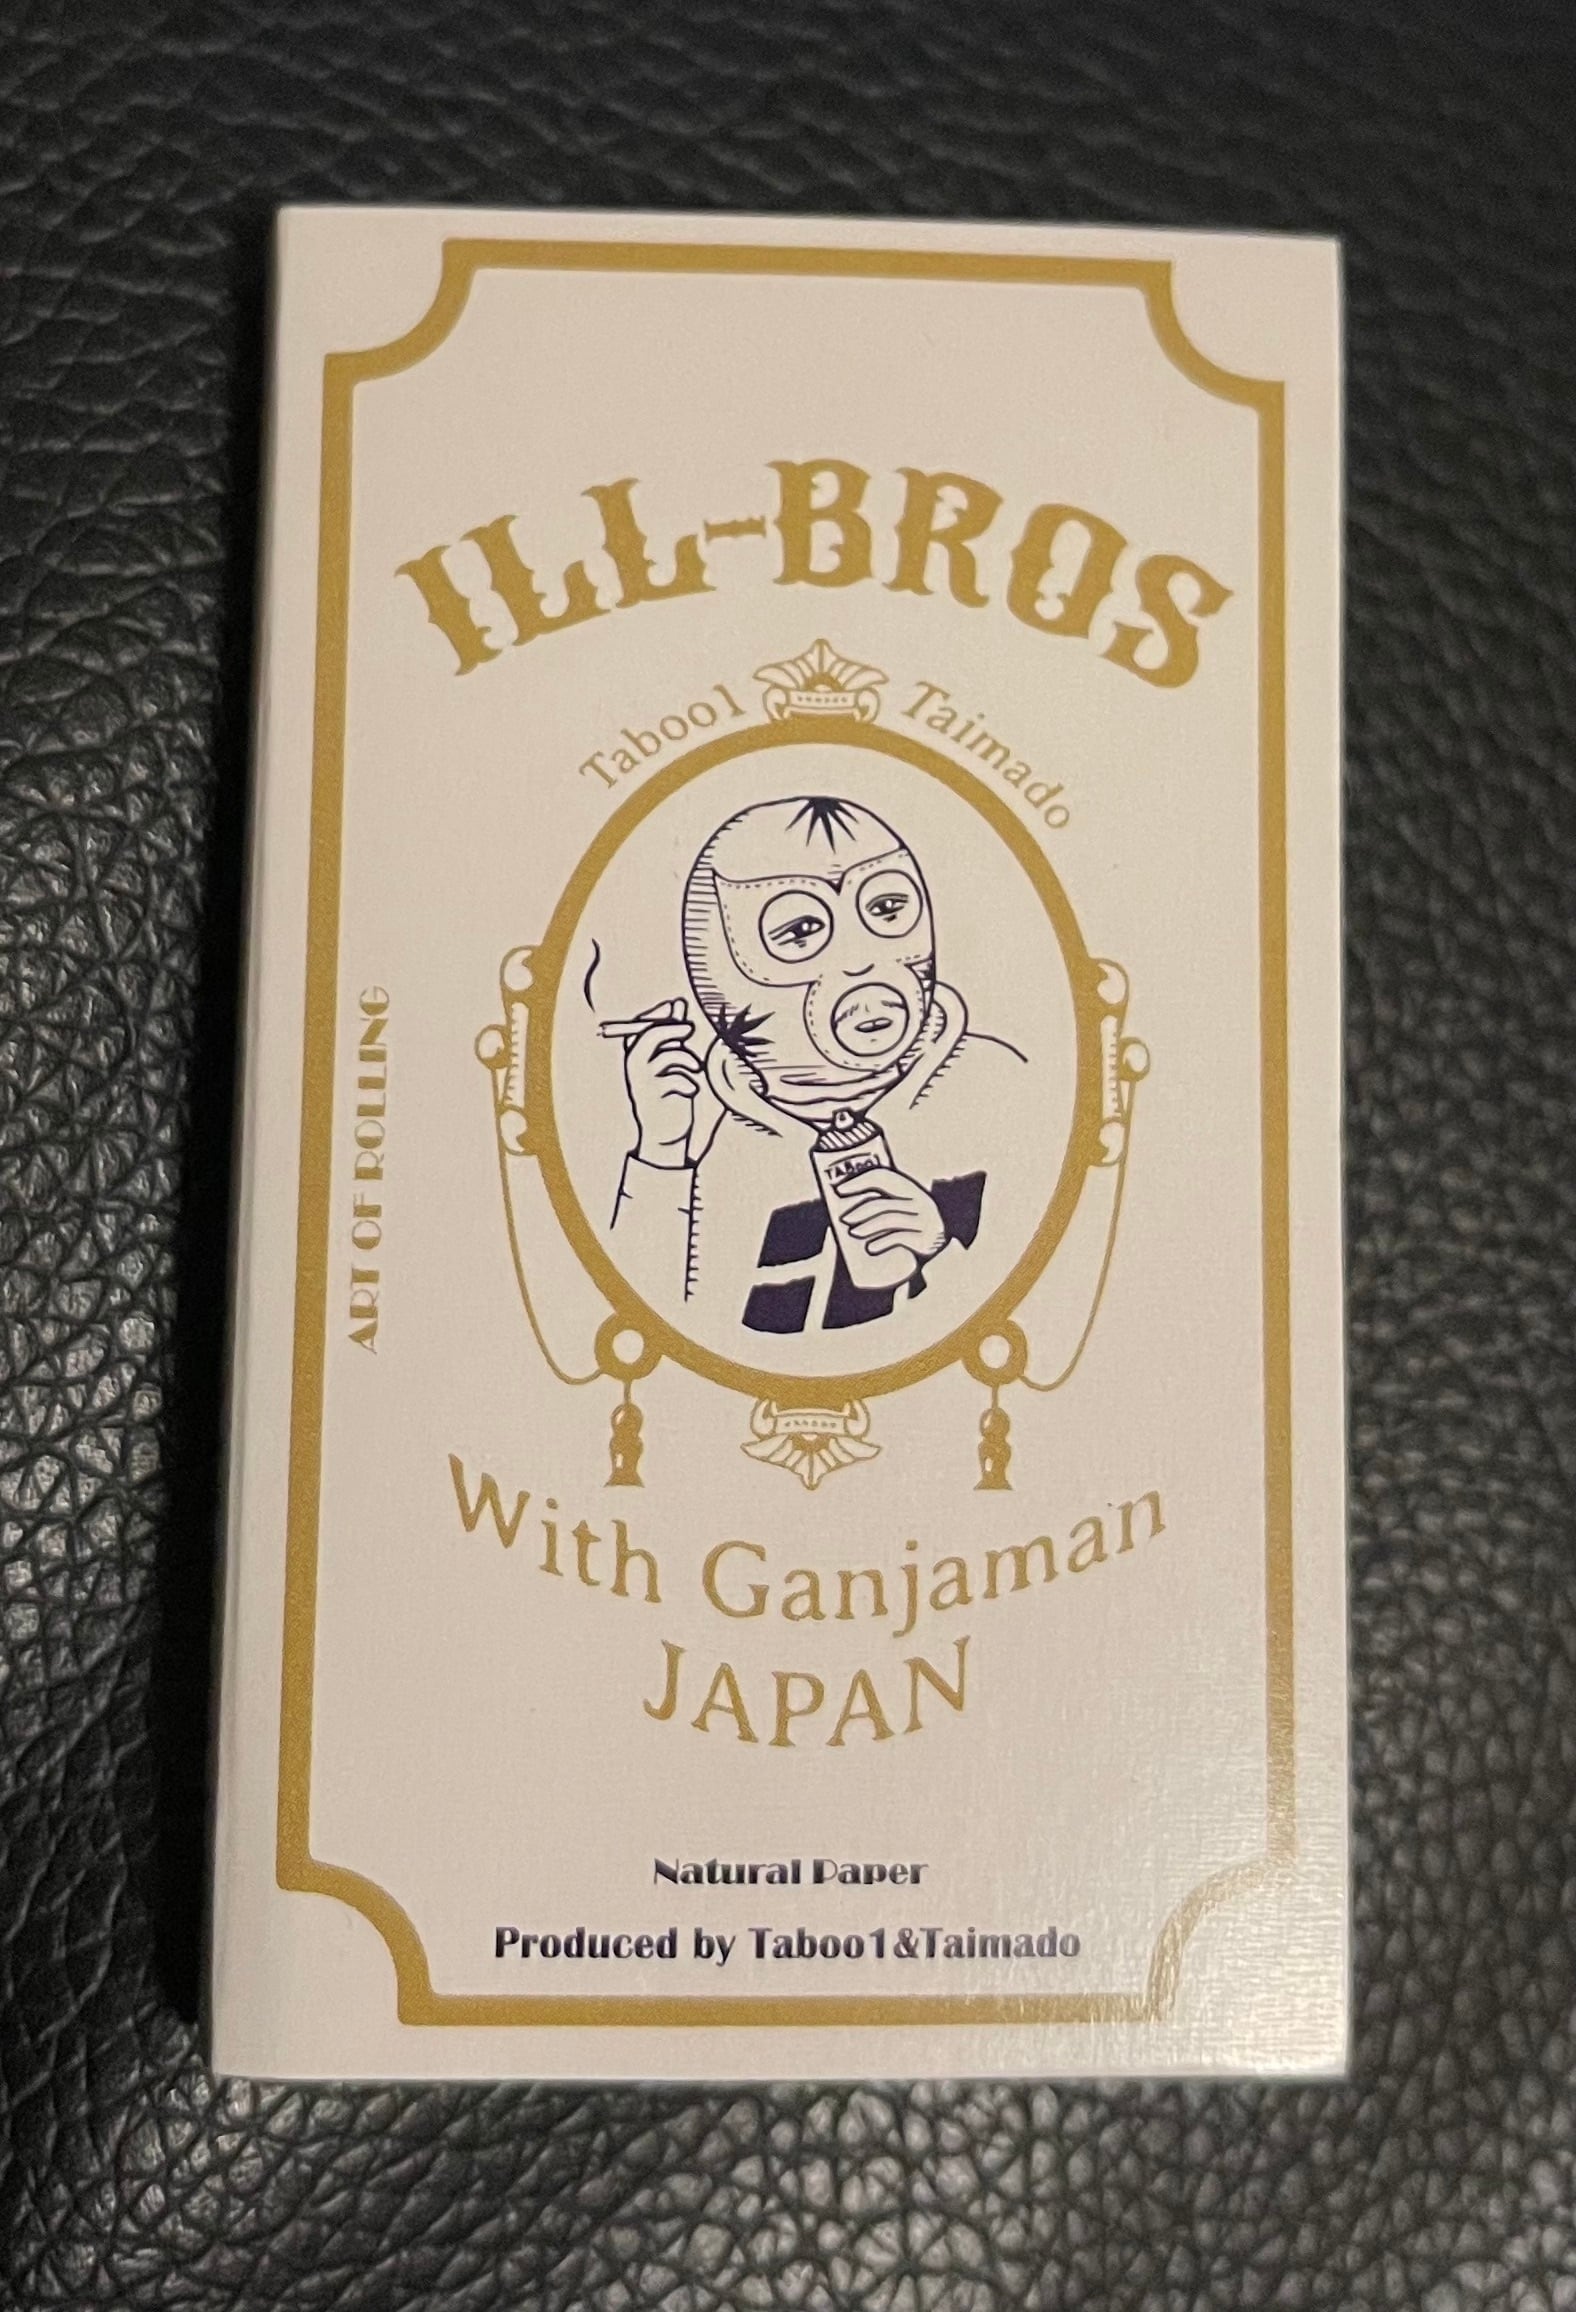 ILL-BROS
Taboo1 Taimado
TABoo1
ART OF ROLLING
With Ganjaman
JAPAN
Natural Paper
Produced by Taboo1&Taimado